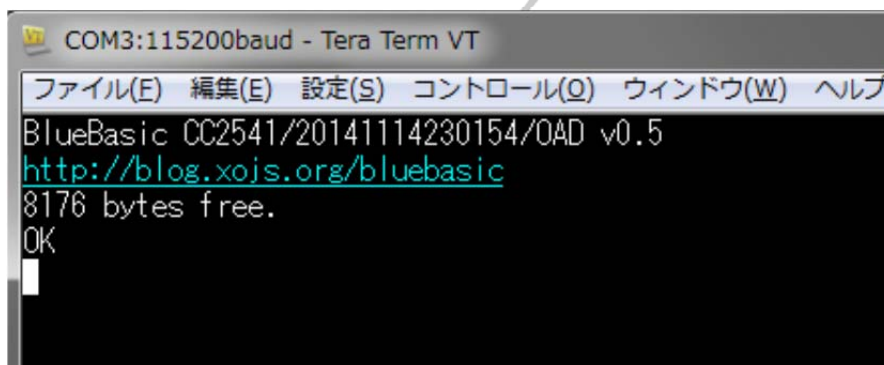 COM3:115200baud - Tera Term VT
ファイル(F) 編集(E) 設定(S) コントロール(O) ウィンドウ(W) ヘルプ
BlueBasic CC2541/20141114230154/OAD v0.5
http://blog.xojs.org/bluebasic
8176 bytes free.
OK